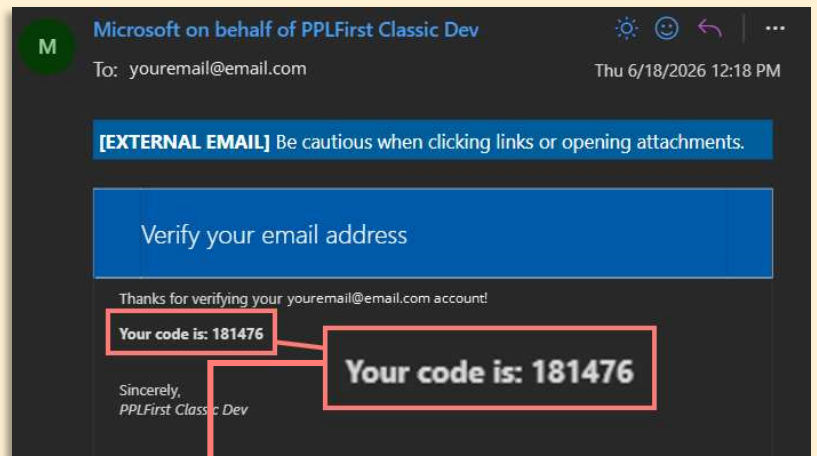 M
Microsoft on behalf of PPLFirst Classic Dev
To: youremail@email.com
Thu 6/18/2026 12:18 PM
[EXTERNAL EMAIL] Be cautious when clicking links or opening attachments.
Verify your email address
Thanks for verifying your youremail@email.com account!
Your code is: 181476
Your code is: 181476
Sincerely,
PPLFirst Classic Dev